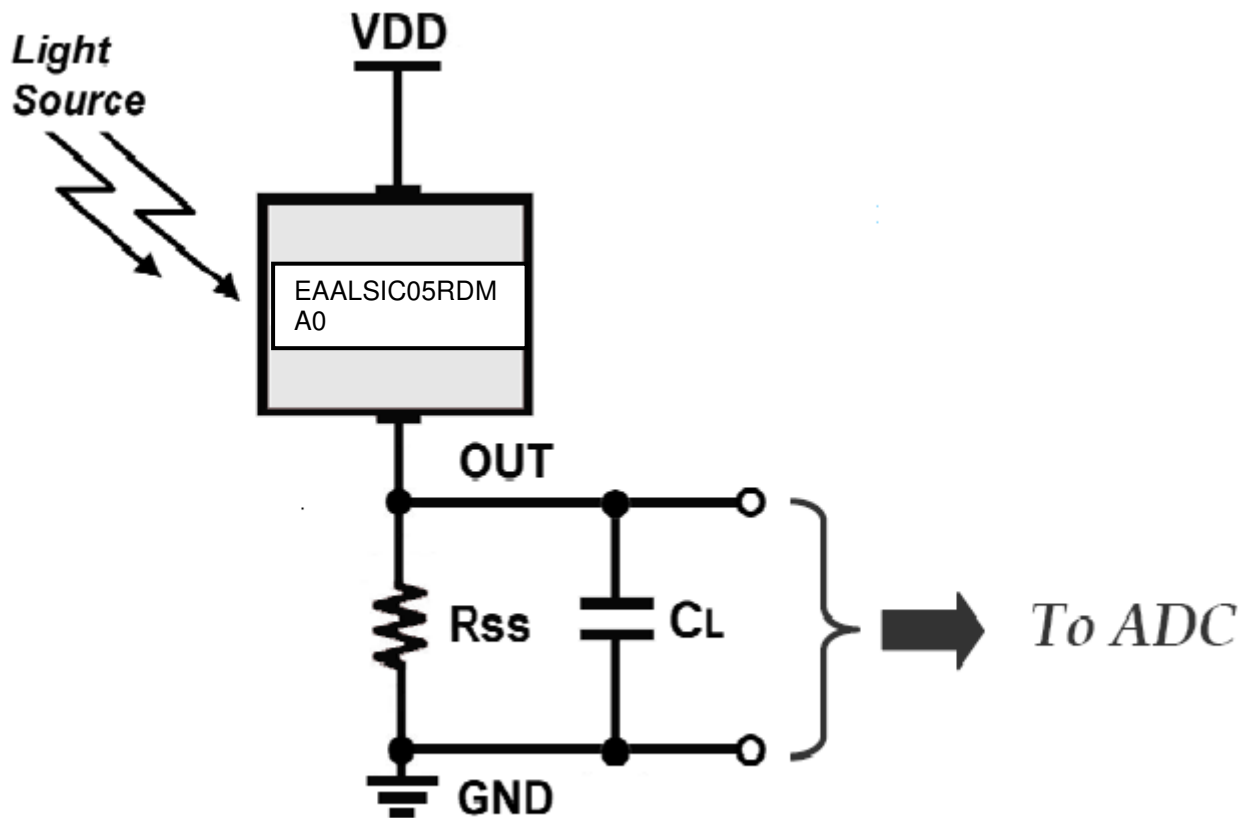 VDD
Light
Source
EAALSIC05RDM
A0
OUT
Rss
CL
To ADC
GND